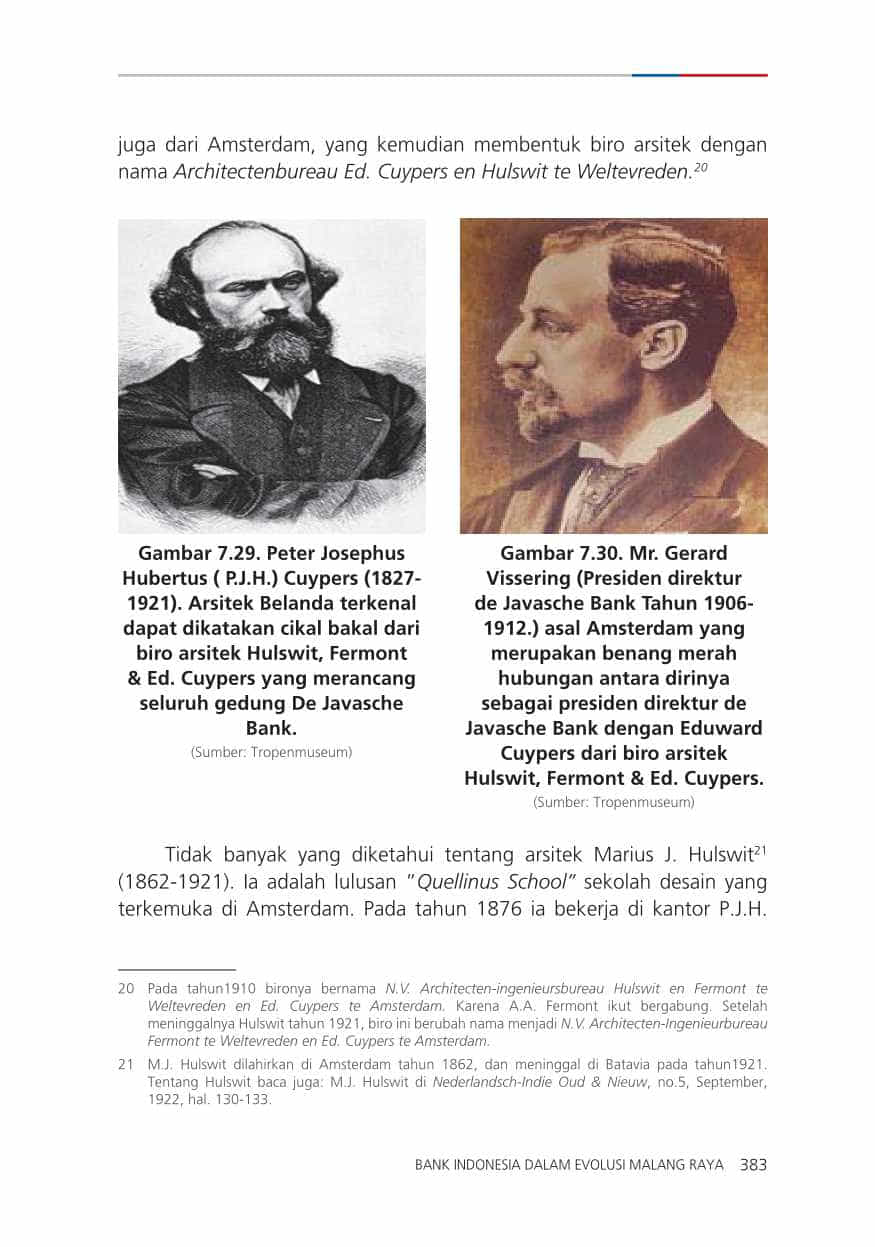 juga dari Amsterdam, yang kemudian membentuk biro arsitek dengan
nama Architectenbureau Ed. Cuypers en Hulswit te Weltevreden.20
Gambar 7.29. Peter Josephus
Hubertus ( P.J.H.) Cuypers (1827-
1921). Arsitek Belanda terkenal
dapat dikatakan cikal bakal dari
biro arsitek Hulswit, Fermont
& Ed. Cuypers yang merancang
seluruh gedung De Javasche
Bank.
(Sumber: Tropenmuseum)
Gambar 7.30. Mr. Gerard
Vissering (Presiden direktur
de Javasche Bank Tahun 1906-
1912.) asal Amsterdam yang
merupakan benang merah
hubungan antara dirinya
sebagai presiden direktur de
Javasche Bank dengan Eduward
Cuypers dari biro arsitek
Hulswit, Fermont & Ed. Cuypers.
(Sumber: Tropenmuseum)
Tidak banyak yang diketahui tentang arsitek Marius J. Hulswit21
(1862-1921). Ia adalah lulusan "Quellinus School” sekolah desain yang
terkemuka di Amsterdam. Pada tahun 1876 ia bekerja di kantor P.J.H.
20 Pada tahun1910 bironya bernama N.V. Architecten-ingenieursbureau Hulswit en Fermont te
Weltevreden en Ed. Cuypers te Amsterdam. Karena A.A. Fermont ikut bergabung. Setelah
meninggalnya Hulswit tahun 1921, biro ini berubah nama menjadi N.V. Architecten-Ingenieurbureau
Fermont te Weltevreden en Ed. Cuypers te Amsterdam.
21 M.J. Hulswit dilahirkan di Amsterdam tahun 1862, dan meninggal di Batavia pada tahun1921.
Tentang Hulswit baca juga: M.J. Hulswit di Nederlandsch-Indie Oud & Nieuw, no.5, September,
1922, hal. 130-133.
BANK INDONESIA DALAM EVOLUSI MALANG RAYA 383